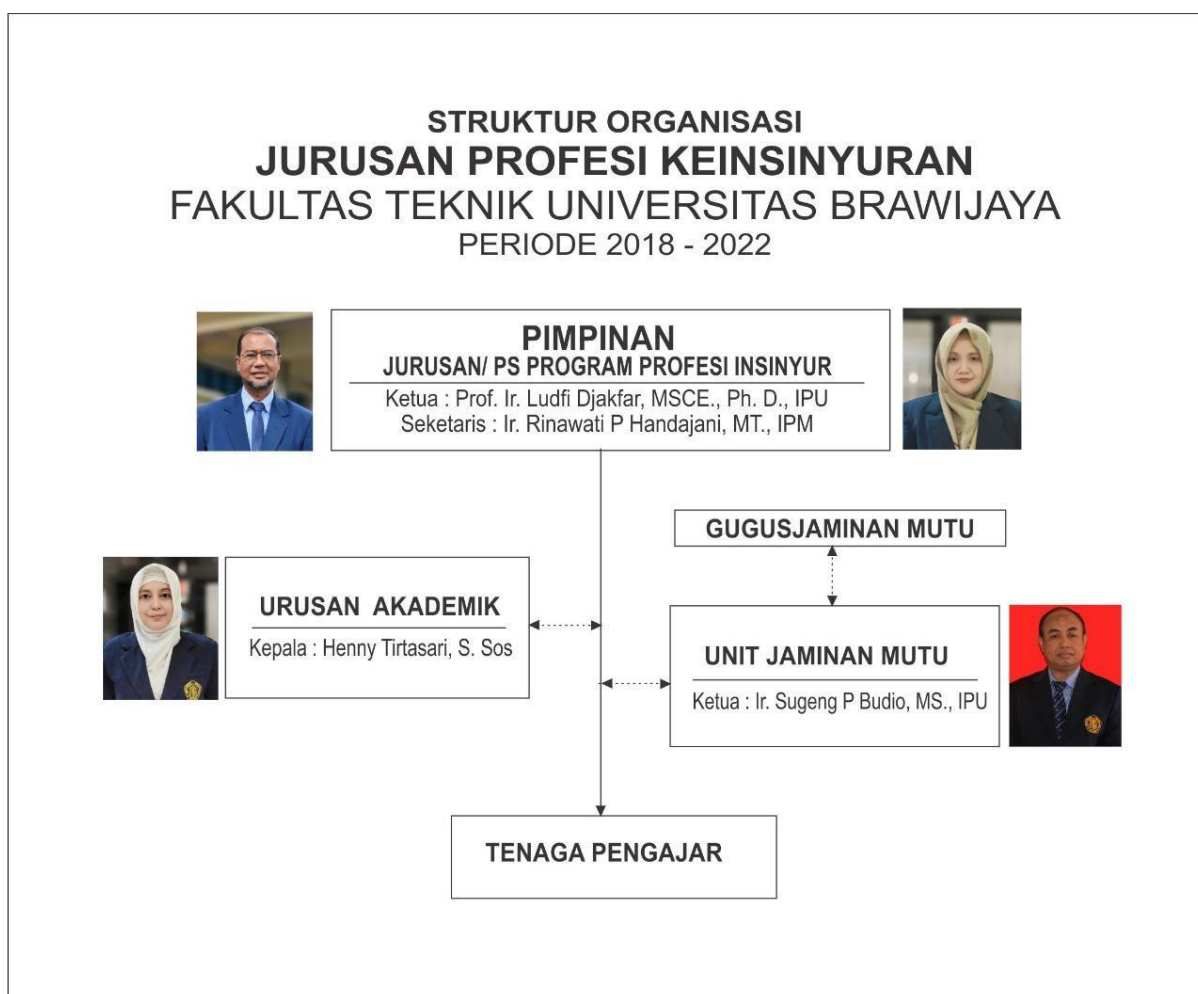 STRUKTUR ORGANISASI
JURUSAN PROFESI KEINSINYURAN
FAKULTAS TEKNIK UNIVERSITAS BRAWIJAYA
PERIODE 2018 - 2022
PIMPINAN
JURUSAN/ PS PROGRAM PROFESI INSINYUR
Ketua : Prof. Ir. Ludfi Djakfar, MSCE., Ph. D., IPU
Seketaris : Ir. Rinawati P Handajani, MT., IPM
GUGUSJAMINAN MUTU
URUSAN AKADEMIK
Kepala : Henny Tirtasari, S. Sos
UNIT JAMINAN MUTU
Ketua : Ir. Sugeng P Budio, MS., IPU
TENAGA PENGAJAR